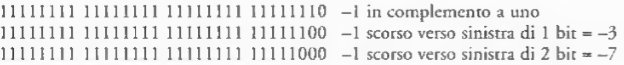 11111111 11111111 11111111 11111110 –1 in complemento a uno
11111111 11111111 11111111 11111100 –1 scorso verso sinistra di 1 bit = –3
11111111 11111111 11111111 11111000 –1 scorso verso sinistra di 2 bit = –7